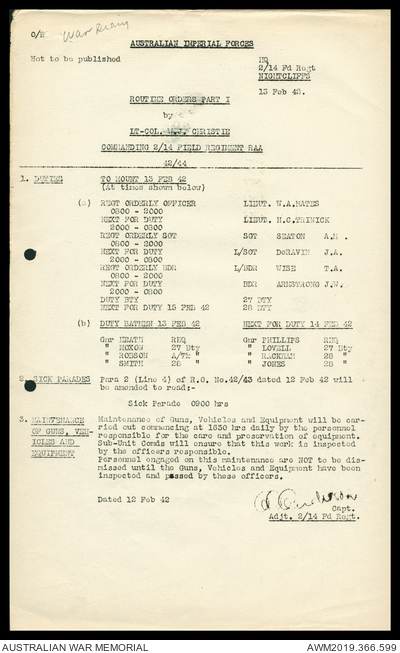 O/B War Diary
AUSTRALIAN IMPERIAL FORCES
Not to be published
HQ
2/14 Fd Regt
NIGHTCLIFFS
13 Feb 42.
ROUTINE ORDERS PART I
by
LT-COL. W.J. CHRISTIE
COMMANDING 2/14 FIELD REGIMENT RAA
42/44
1. DUTIES TO MOUNT 13 FEB 42
(At times shown below)
(a) REGT ORDERLY OFFICER LIEUT. W.A.MATES
0800 - 2000
NEXT FOR DUTY LIEUT. H.C.TRINICK
2000 - 0800
REGT ORDERLY SGT SGT SEATON A.M.
0800 - 2000
NEXT FOR DUTY L/SGT DeRAVIN J.A.
2000 - 0800
REGT ORDERLY BDR L/BDR WISE T.A.
0800 - 2000
NEXT FOR DUTY BDR ARMSTRONG J.W.
2000 - 0800
DUTY BTY 27 BTY
NEXT FOR DUTY 15 FEB 42 28 BTY
(b) DUTY BATMEN 13 FEB 42 NEXT FOR DUTY 14 FEB 42
Gnr HEATH RHQ Gnr PHILLIPS RHQ
" MOXON 27 Bty " LOVELL 27 Bty
" ROBSON A/Tk " " RACKHAM 28 "
" SMITH 28 " " JONES 28 "
2. SICK PARADES Para 2 (Line 4) of R.O. No.42/43 dated 12 Feb 42 will
be amended to read:-
Sick Parade 0900 hrs
3. MAINTENANCE Maintenance of Guns, Vehicles and Equipment will be car-
OF GUNS, VEH- ried out commencing at 1630 hrs daily by the personnel
ICLES AND responsible for the care and preservation of equipment.
EQUIPMENT Sub-Unit Comds will ensure that this work is inspected
by the officers responsible.
Personnel engaged on this maintenance are NOT to be dis-
missed until the Guns, Vehicles and Equipment have been
inspected and passed by these officers.
Dated 12 Feb 42
Capt.
Adjt. 2/14 Fd Regt.
AUSTRALIAN WAR MEMORIAL AWM2019.366.599